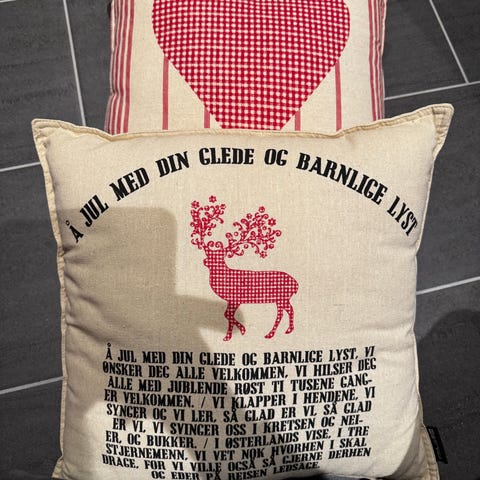 Å JUL MED DIN GLEDE OG BARNLIGE LYST
Å JUL MED DIN GLEDE OG BARNLIGE LYST, VI
ØNSKER DEG ALLE VELKOMMEN, VI HILSER DEG
ALLE MED JUBLENDE RØST TI TUSENE GANG-
ER VELKOMMEN. / VI KLAPPER I HENDENE, VI
SYNGER OG VI LER, SÅ GLAD ER VI, SÅ GLAD
ER VI, VI SVINGER OSS I KRETSEN OG NEI-
ER, OG BUKKER. / I ØSTERLANDS VISE, I TRE
STJERNEMENN, VI VET NOK HVORHEN I SKAL
DRAGE, FOR VI VILLE OGSÅ SÅ GJERNE DERHEN
OG EDER PÅ REISEN LEDSAGE.